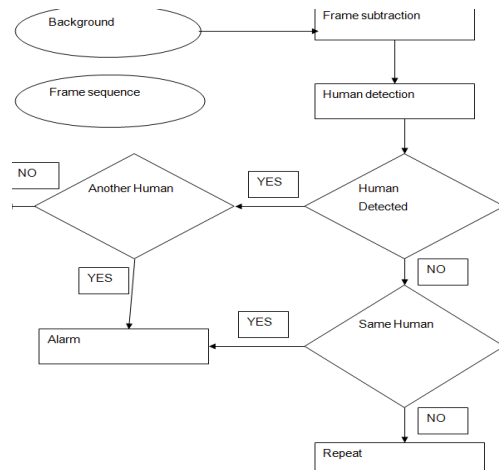 Background
Frame subtraction
Frame sequence
Human detection
NO
Another Human
YES
Human
Detected
YES
NO
Alarm
YES
Same Human
NO
Repeat